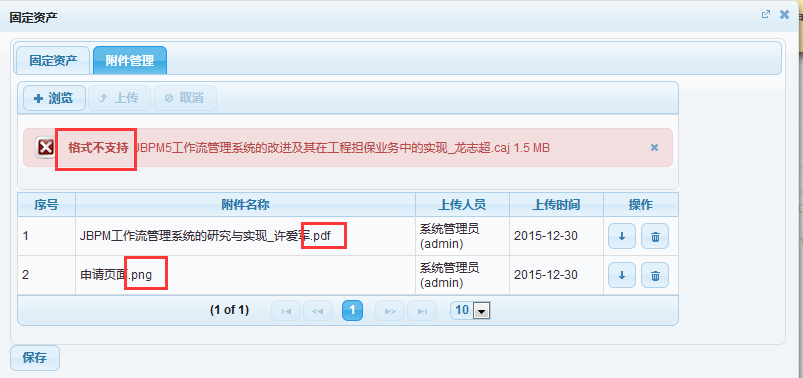 固定资产
固定资产 附件管理
浏览 上传 取消
格式不支持 JBPM5工作流管理系统的改进及其在工程担保业务中的实现_龙志超.caj 1.5 MB
序号 附件名称 上传人员 上传时间 操作
1 JBPM工作流管理系统的研究与实现_许爱军.pdf 系统管理员 (admin) 2015-12-30
2 申请页面.png 系统管理员 (admin) 2015-12-30
(1 of 1) 1 10
保存